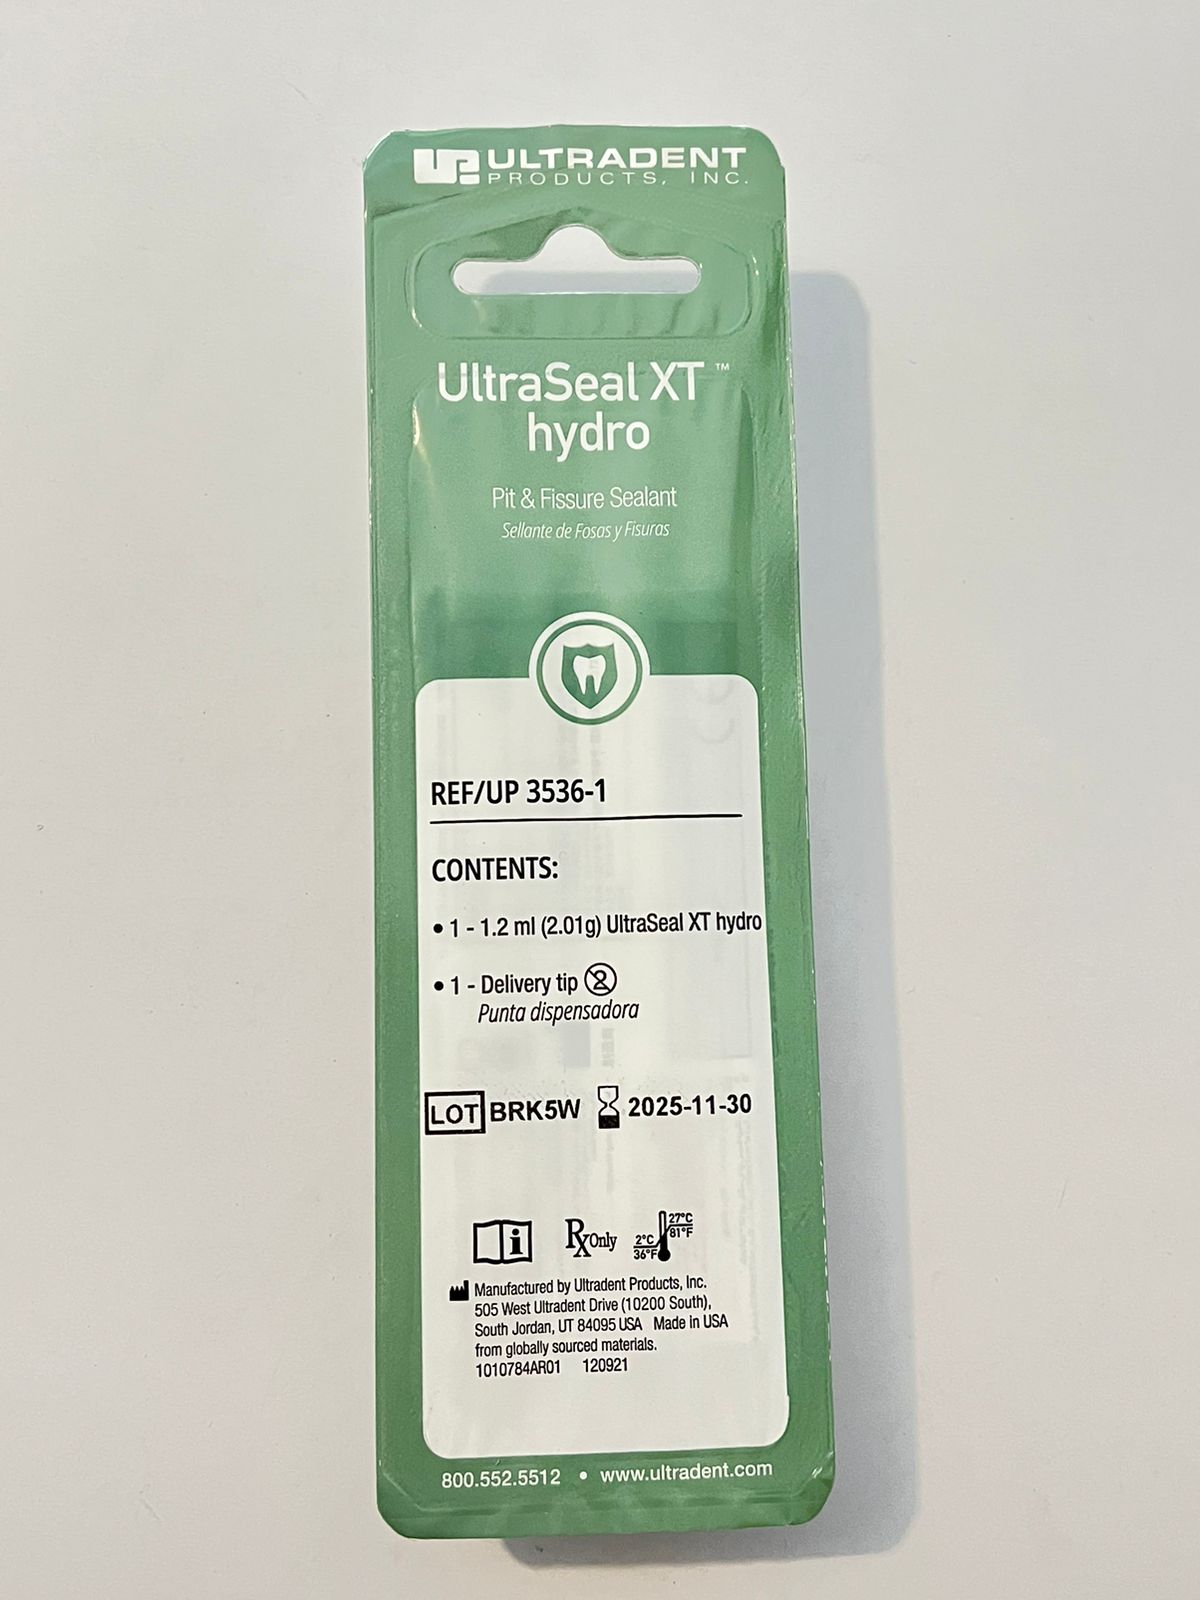 UP ULTRADENT
PRODUCTS, INC.
UltraSeal XT™
hydro
Pit & Fissure Sealant
Sellante de Fosas y Fisuras
REF/UP 3536-1
CONTENTS:
• 1 - 1.2 ml (2.01g) UltraSeal XT hydro
• 1 - Delivery tip 2
Punta dispensadora
LOT BRK5W 2025-11-30
i Rx Only 2°C 36°F 27°C 81°F
Manufactured by Ultradent Products, Inc.
505 West Ultradent Drive (10200 South),
South Jordan, UT 84095 USA Made in USA
from globally sourced materials.
1010784AR01 120921
800.552.5512 • www.ultradent.com